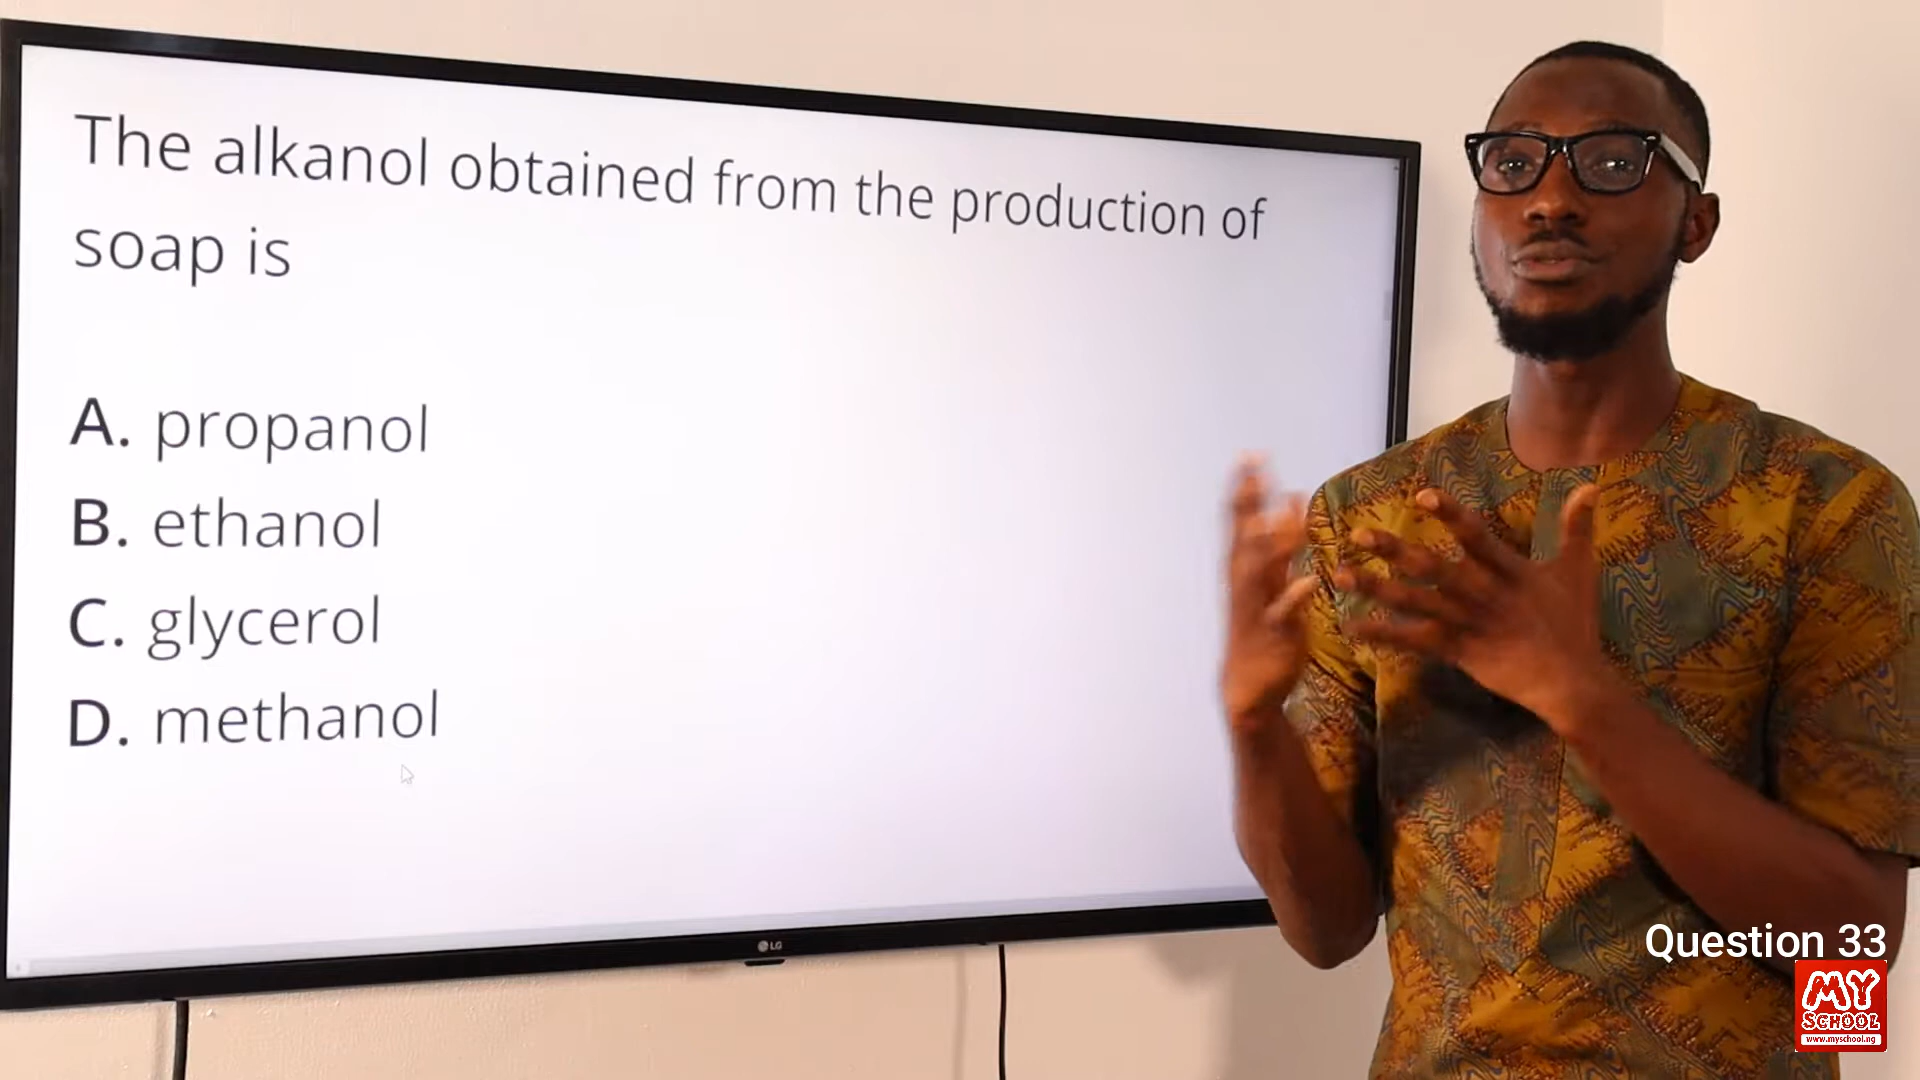 The alkanol obtained from the production of
soap is
A. propanol
B. ethanol
C. glycerol
D. methanol
LG
Question 33
MY
SCHOOL
www.myschool.ng